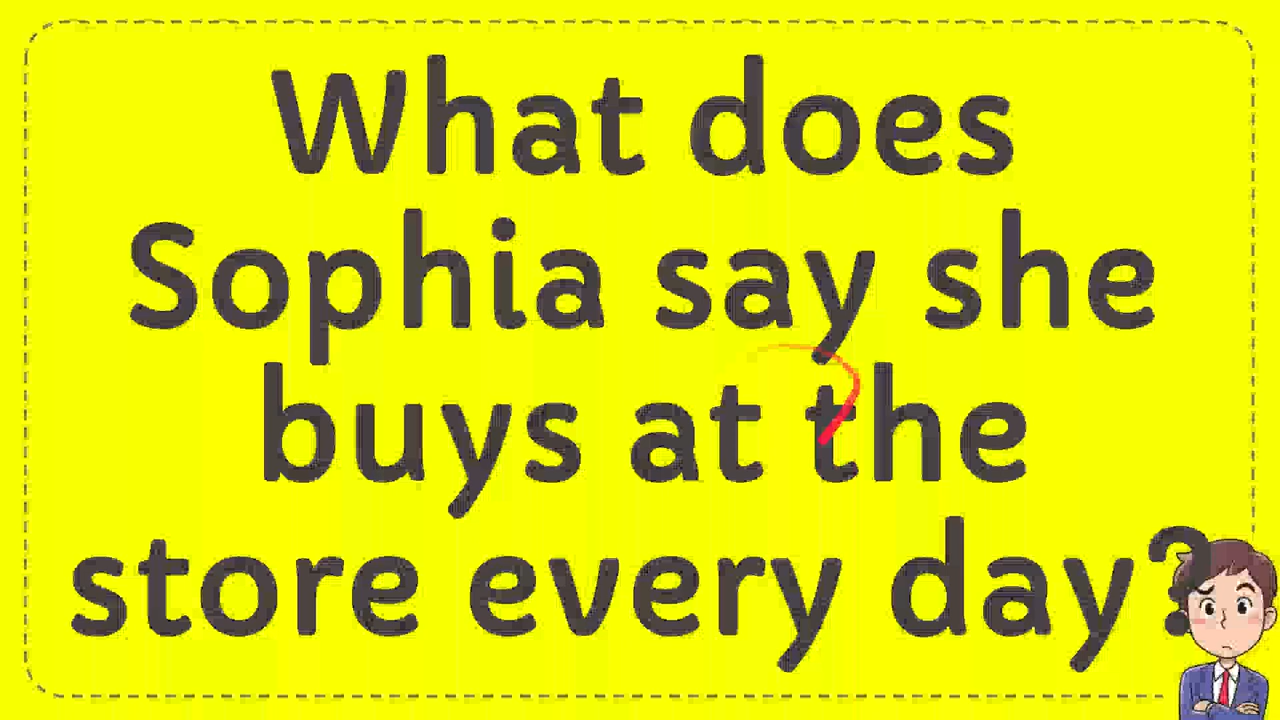 What does
Sophia say she
buys at the
store every day?